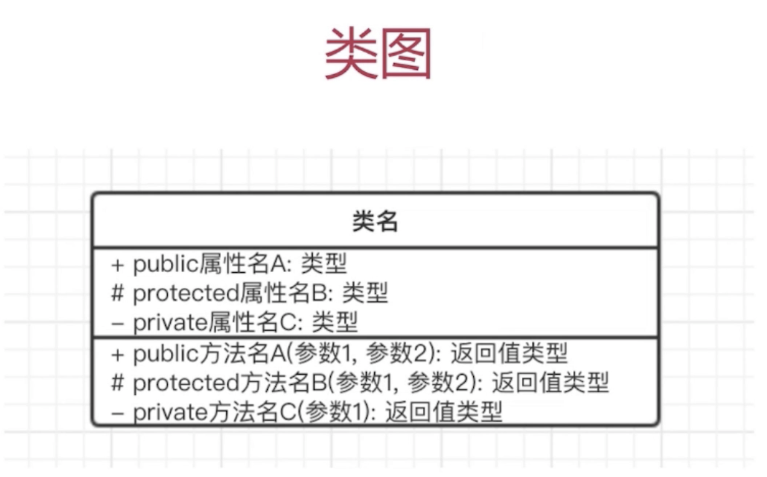 类图
类名
+ public属性名A: 类型
# protected属性名B: 类型
– private属性名C: 类型
+ public方法名A(参数1, 参数2): 返回值类型
# protected方法名B(参数1, 参数2): 返回值类型
– private方法名C(参数1): 返回值类型